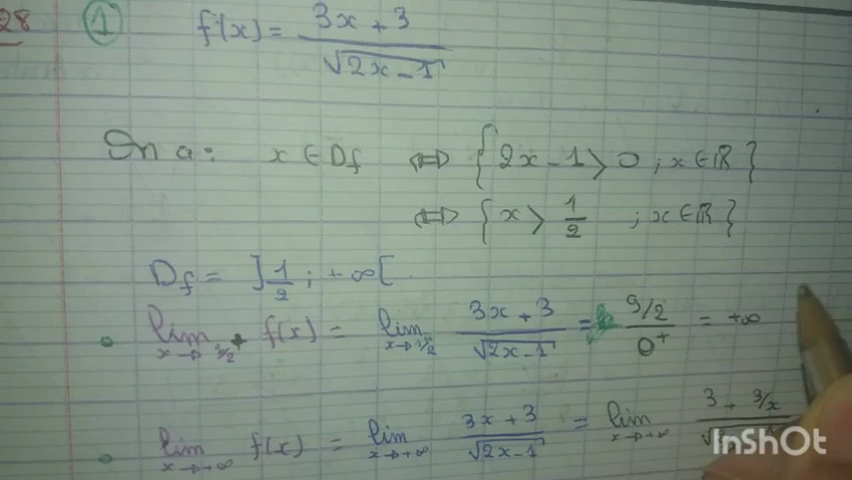 28 ① f(x) = (3x + 3)/√(2x - 1)
On a : x ∈ Df ⇔ { 2x - 1 > 0 ; x ∈ ℝ }
⇔ { x > 1/2 ; x ∈ ℝ }
Df = ]1/2 ; +∞[
• lim x→1/2⁺ f(x) = lim x→1/2 (3x + 3)/√(2x - 1) = (9/2)/0⁺ = +∞
• lim x→+∞ f(x) = lim x→+∞ (3x + 3)/√(2x - 1) = lim x→+∞ (3 + 3/x)/√
InShOt